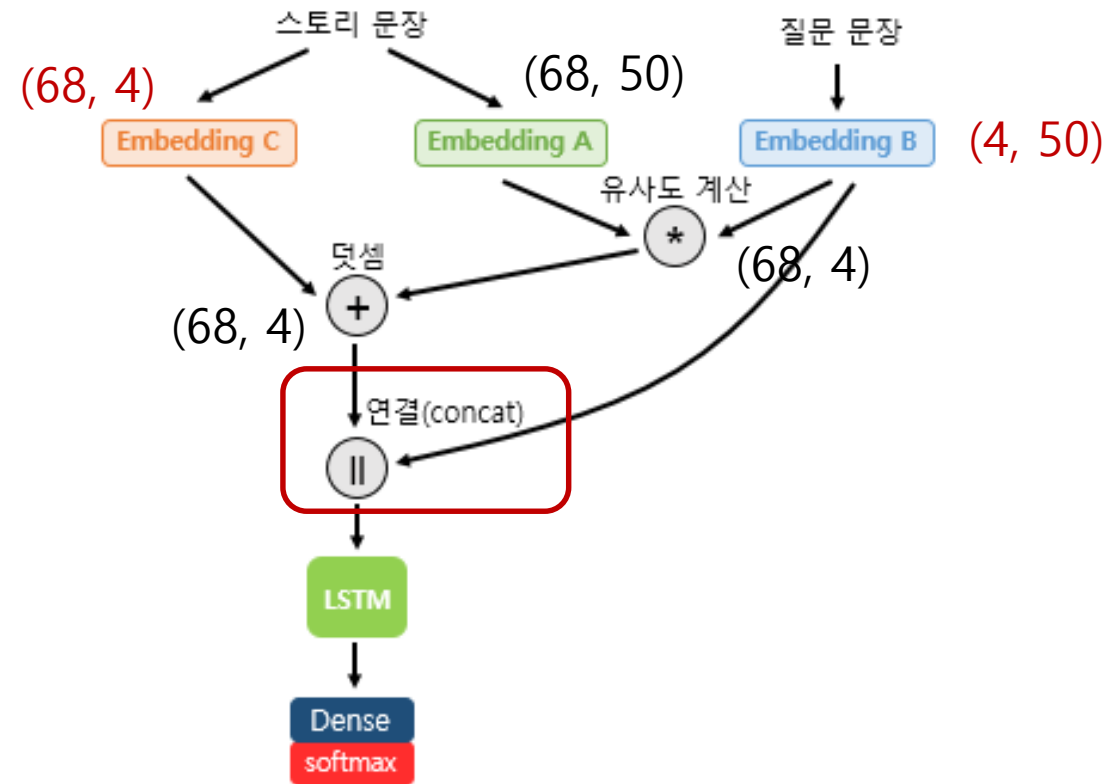 스토리 문장
질문 문장
(68, 4)
(68, 50)
Embedding C
Embedding A
Embedding B
(4, 50)
유사도 계산
*
(68, 4)
덧셈
+
(68, 4)
연결(concat)
||
LSTM
Dense
softmax